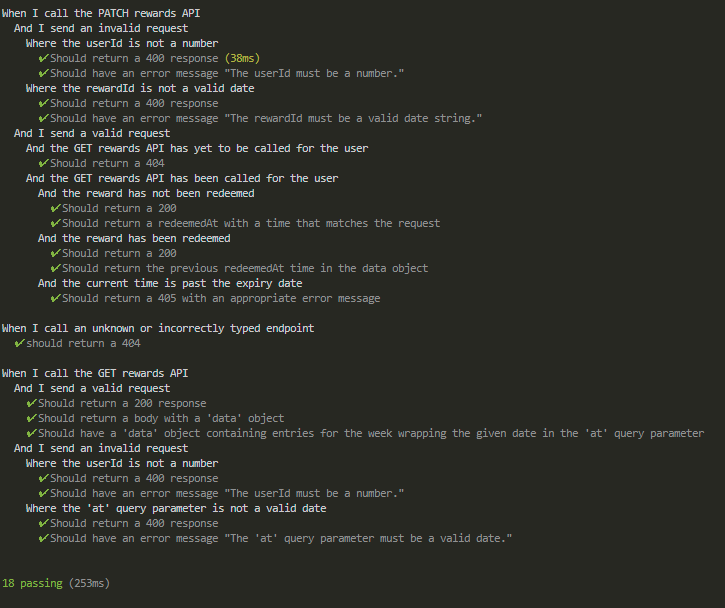 When I call the PATCH rewards API
And I send an invalid request
Where the userId is not a number
✔Should return a 400 response (38ms)
✔Should have an error message "The userId must be a number."
Where the rewardId is not a valid date
✔Should return a 400 response
✔Should have an error message "The rewardId must be a valid date string."
And I send a valid request
And the GET rewards API has yet to be called for the user
✔Should return a 404
And the GET rewards API has been called for the user
And the reward has not been redeemed
✔Should return a 200
✔Should return a redeemedAt with a time that matches the request
And the reward has been redeemed
✔Should return a 200
✔Should return the previous redeemedAt time in the data object
And the current time is past the expiry date
✔Should return a 405 with an appropriate error message
When I call an unknown or incorrectly typed endpoint
✔should return a 404
When I call the GET rewards API
And I send a valid request
✔Should return a 200 response
✔Should return a body with a 'data' object
✔Should have a 'data' object containing entries for the week wrapping the given date in the 'at' query parameter
And I send an invalid request
Where the userId is not a number
✔Should return a 400 response
✔Should have an error message "The userId must be a number."
Where the 'at' query parameter is not a valid date
✔Should return a 400 response
✔Should have an error message "The 'at' query parameter must be a valid date."
18 passing (253ms)